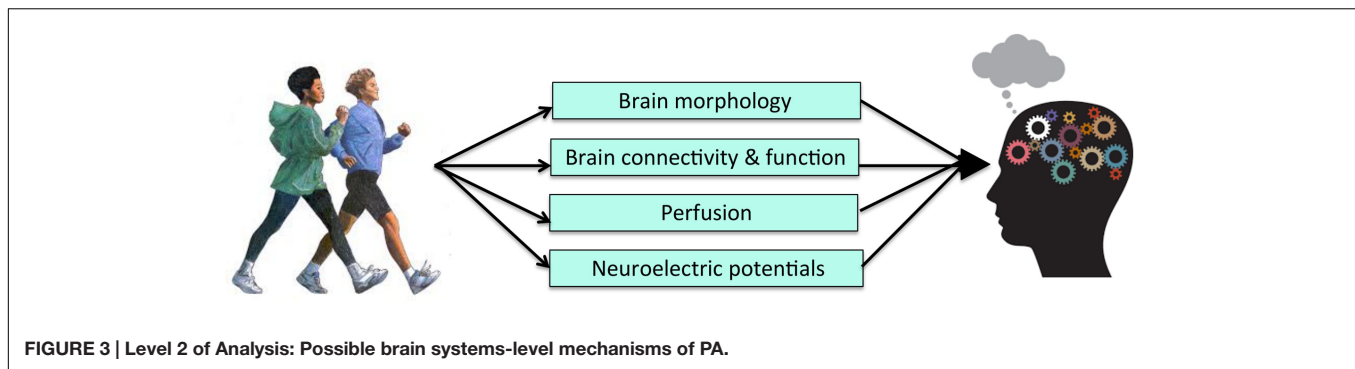 Brain morphology
Brain connectivity & function
Perfusion
Neuroelectric potentials
FIGURE 3 | Level 2 of Analysis: Possible brain systems-level mechanisms of PA.